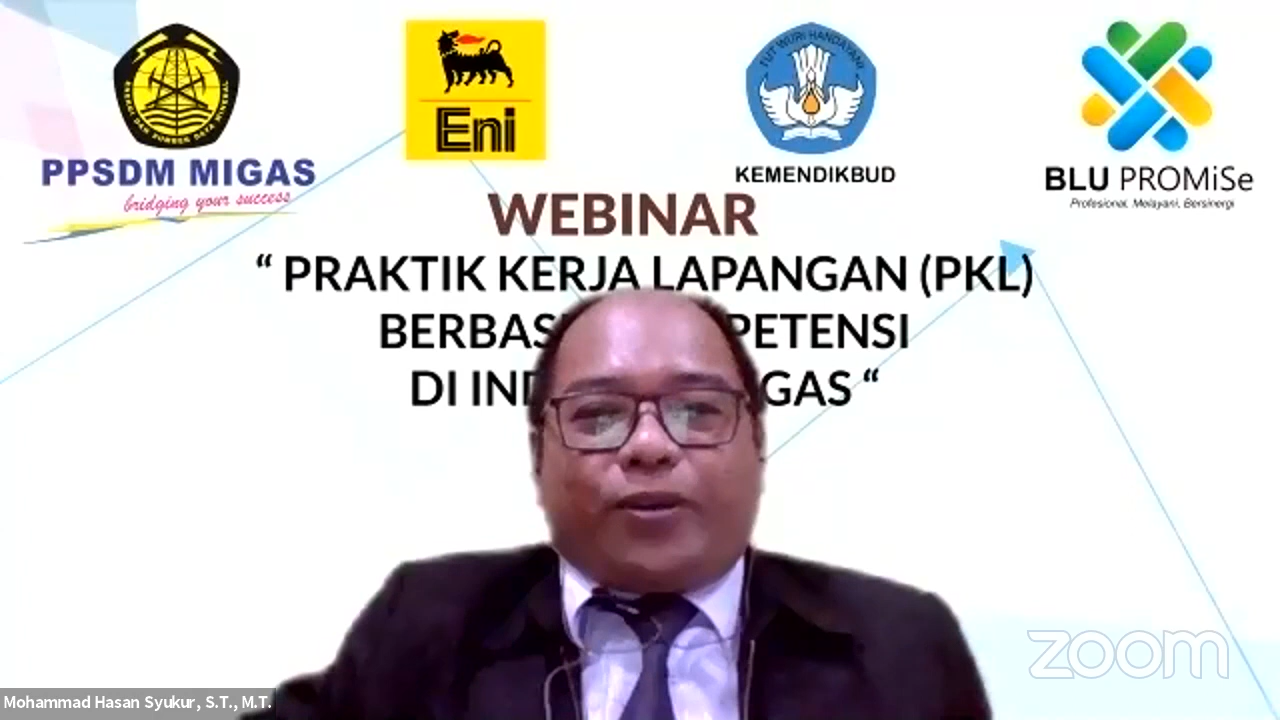 PPSDM MIGAS
bridging your success
Eni
TUT WURI HANDAYANI
KEMENDIKBUD
BLU PROMiSe
Profesional, Melayani, Bersinergi
WEBINAR
“ PRAKTIK KERJA LAPANGAN (PKL)
BERBAS PETENSI
DI IND GAS “
zoom
Mohammad Hasan Syukur, S.T., M.T.